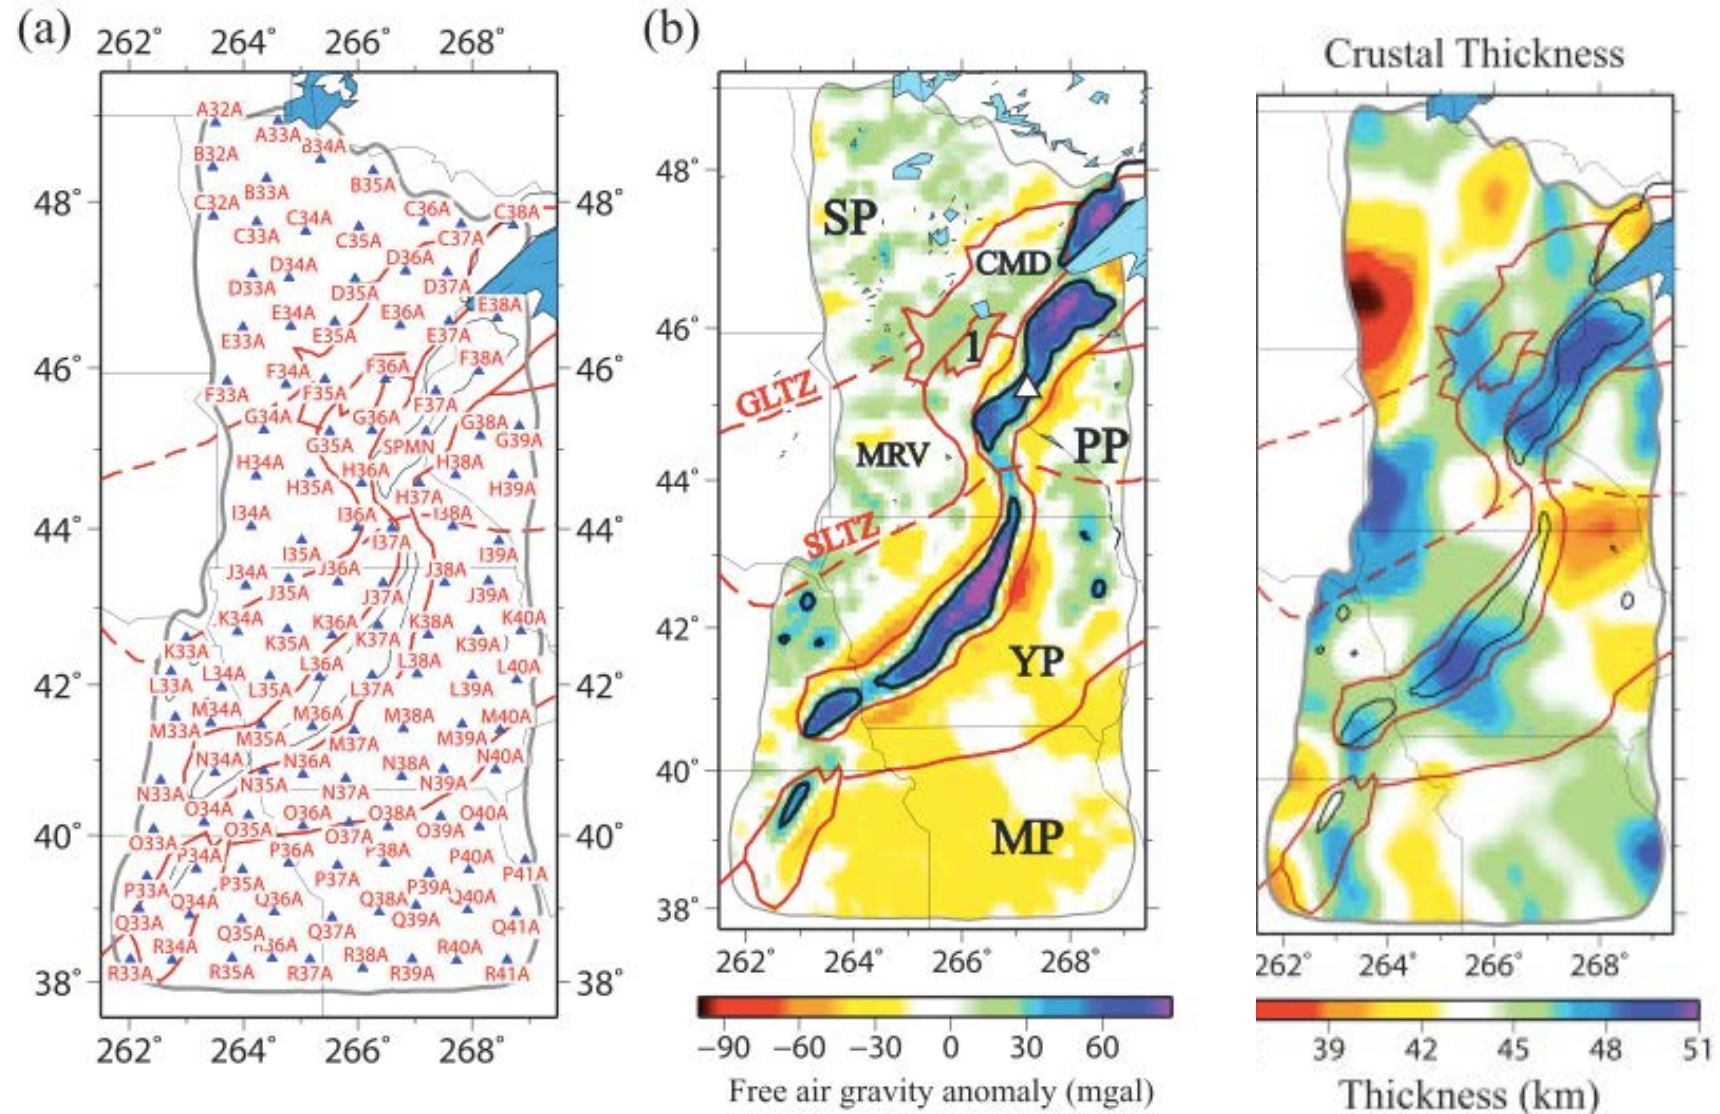 (a)
262° 264° 266° 268°
A32A
A33A
B34A
B32A
B33A
B35A
48°
48°
C32A
C33A
C34A
C35A
C36A
C37A
C38A
D33A
D34A
D35A
D36A
D37A
E33A
E34A
E35A
E36A
E37A
E38A
46°
46°
F33A
F34A
F35A
F36A
F37A
F38A
G34A
G35A
G36A
SPMN
G38A
G39A
H34A
H35A
H36A
H37A
H38A
H39A
44°
44°
I34A
I35A
I36A
I37A
I38A
I39A
J34A
J35A
J36A
J37A
J38A
J39A
K33A
K34A
K35A
K36A
K37A
K38A
K39A
K40A
42°
42°
L33A
L34A
L35A
L36A
L37A
L38A
L39A
L40A
M33A
M34A
M35A
M36A
M37A
M38A
M39A
M40A
N33A
N34A
N35A
N36A
N37A
N38A
N39A
N40A
40°
40°
O33A
O34A
O35A
O36A
O37A
O38A
O39A
O40A
P33A
P34A
P35A
P36A
P37A
P38A
P39A
P40A
P41A
Q33A
Q34A
Q35A
Q36A
Q37A
Q38A
Q39A
Q40A
Q41A
38°
38°
R33A
R34A
R35A
R36A
R37A
R38A
R39A
R40A
R41A
262° 264° 266° 268°
(b)
48°
SP
CMD
46°
1
GLTZ
PP
MRV
44°
SLTZ
42°
YP
40°
MP
38°
262° 264° 266° 268°
−90 −60 −30 0 30 60
Free air gravity anomaly (mgal)
Crustal Thickness
262° 264° 266° 268°
39 42 45 48 51
Thickness (km)